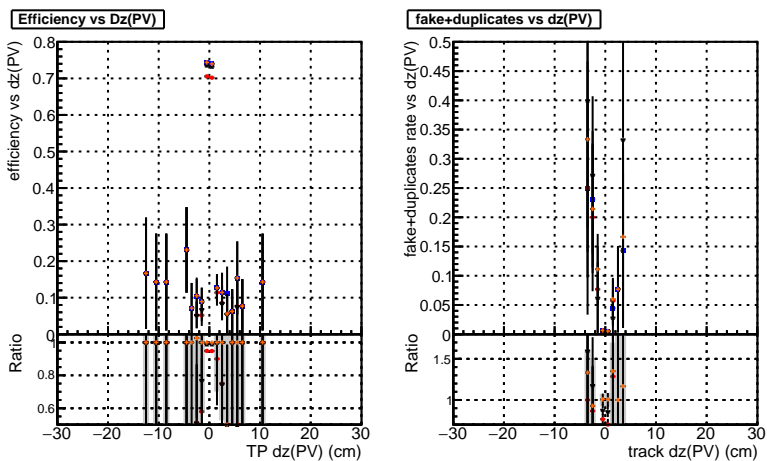 Efficiency vs Dz(PV)
efficiency vs dz(PV)
0.8
0.7
0.6
0.5
0.4
0.3
0.2
0.1
0
Ratio
1
0.8
0.6
−30 −20 −10 0 10 20 30
TP dz(PV) (cm)
fake+duplicates vs dz(PV)
fake+duplicates rate vs dz(PV)
0.5
0.45
0.4
0.35
0.3
0.25
0.2
0.15
0.1
0.05
0
Ratio
1.5
1
−30 −20 −10 0 10 20 30
track dz(PV) (cm)